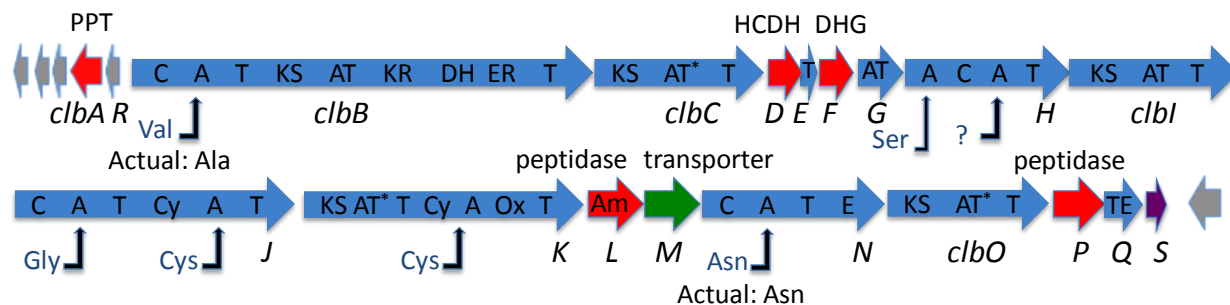 PPT HCDH DHG
C A T KS AT KR DH ER T KS AT* T T AT A C A T KS AT T
clbA R clbB clbC D E F G H clbI
Val Ser ?
Actual: Ala peptidase transporter peptidase
C A T Cy A T KS AT* T Cy A Ox T Am C A T E KS AT* T TE
J K L M N clbO P Q S
Gly Cys Cys Asn
Actual: Asn